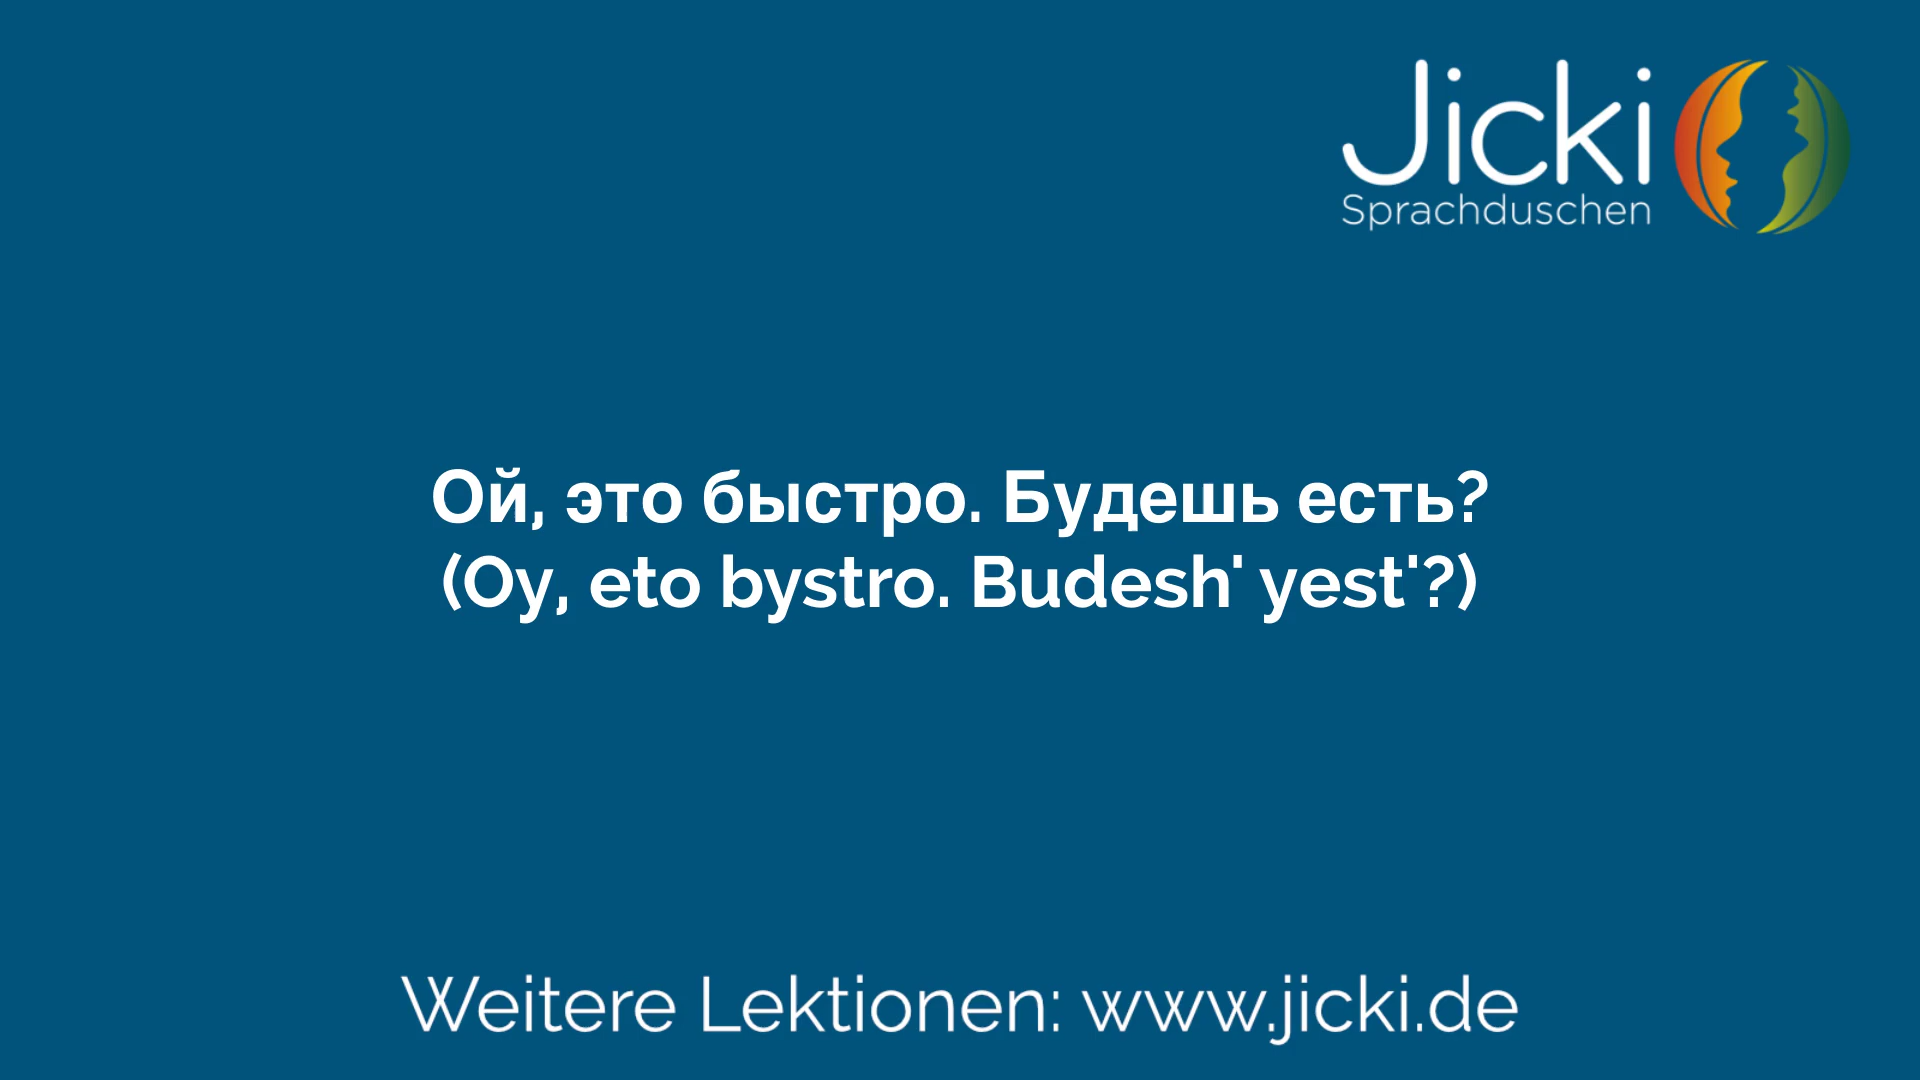 Jicki
Sprachduschen
Ой, это быстро. Будешь есть?
(Oy, eto bystro. Budesh' yest'?)
Weitere Lektionen: www.jicki.de